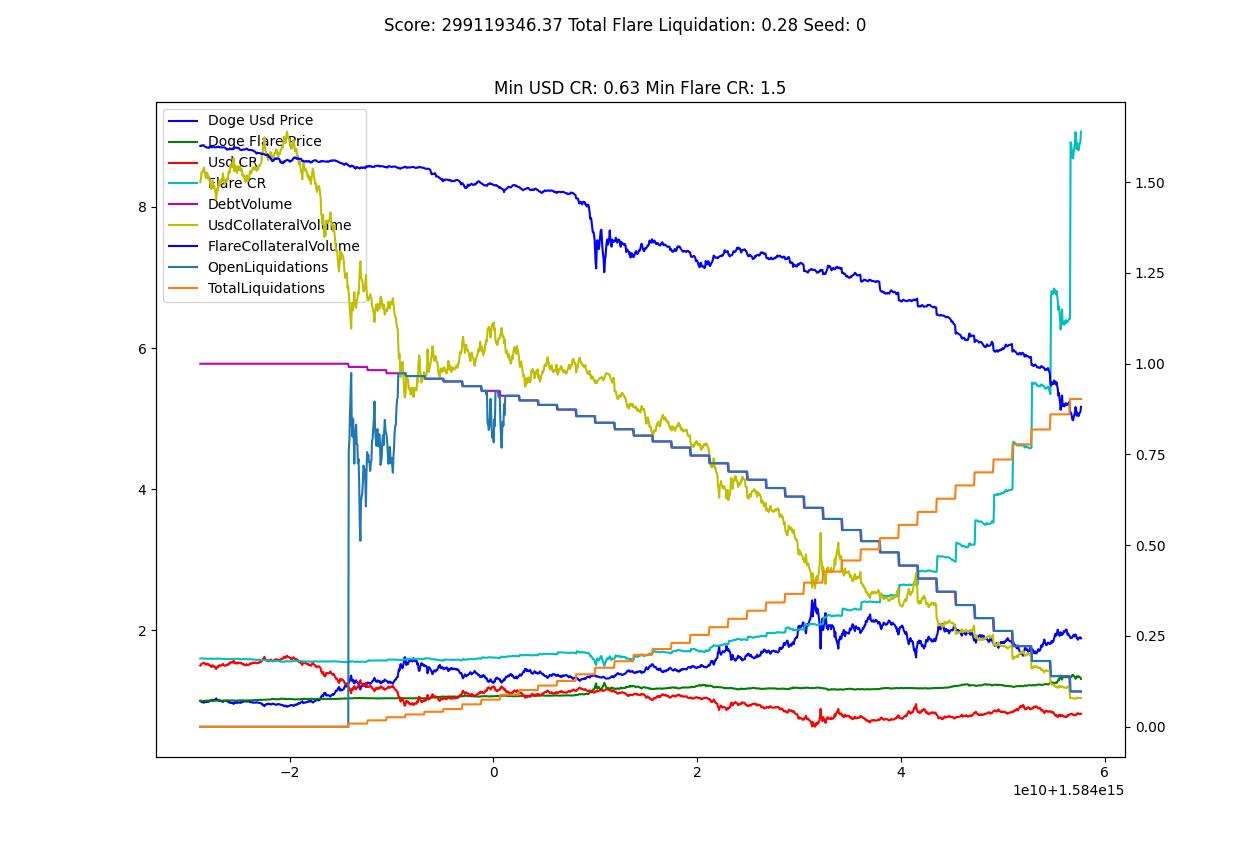 Score: 299119346.37 Total Flare Liquidation: 0.28 Seed: 0
Min USD CR: 0.63 Min Flare CR: 1.5
Doge Usd Price
Doge Flare Price
Usd CR
Flare CR
DebtVolume
UsdCollateralVolume
FlareCollateralVolume
OpenLiquidations
TotalLiquidations
8
6
4
2
1.50
1.25
1.00
0.75
0.50
0.25
0.00
−2
0
2
4
6
1e10+1.584e15